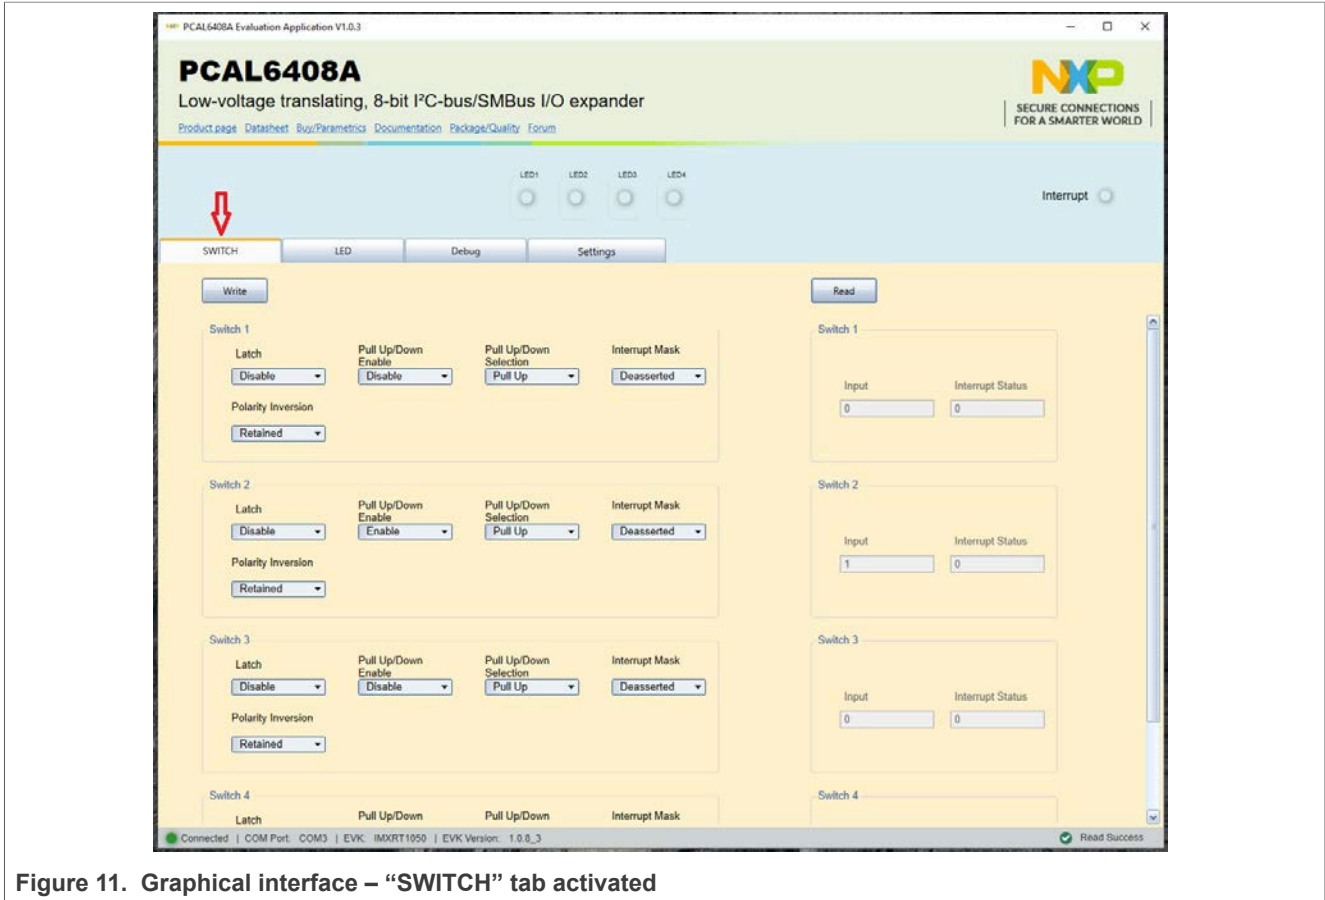 PCAL6408A Evaluation Application V1.0.3
PCAL6408A
Low-voltage translating, 8-bit I²C-bus/SMBus I/O expander
Product page Datasheet Buy/Parametrics Documentation Package/Quality Forum
NXP
SECURE CONNECTIONS
FOR A SMARTER WORLD
LED1 LED2 LED3 LED4
Interrupt
SWITCH LED Debug Settings
Write Read
Switch 1
Latch Pull Up/Down Enable Pull Up/Down Selection Interrupt Mask
Disable Disable Pull Up Deasserted
Polarity Inversion
Retained
Switch 1
Input Interrupt Status
0 0
Switch 2
Latch Pull Up/Down Enable Pull Up/Down Selection Interrupt Mask
Disable Enable Pull Up Deasserted
Polarity Inversion
Retained
Switch 2
Input Interrupt Status
1 0
Switch 3
Latch Pull Up/Down Enable Pull Up/Down Selection Interrupt Mask
Disable Disable Pull Up Deasserted
Polarity Inversion
Retained
Switch 3
Input Interrupt Status
0 0
Switch 4
Latch Pull Up/Down Pull Up/Down Interrupt Mask
Switch 4
Connected | COM Port: COM3 | EVK: IMXRT1050 | EVK Version: 1.0.8_3
Read Success
Figure 11. Graphical interface – “SWITCH” tab activated